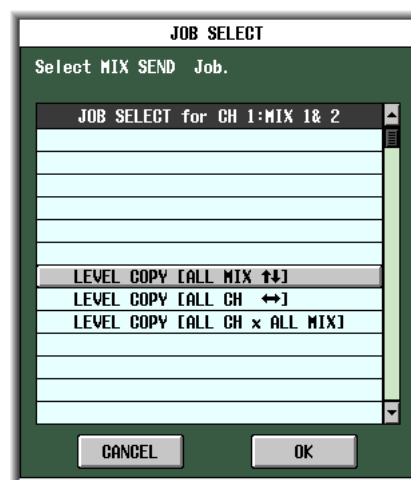 JOB SELECT
Select MIX SEND Job.
JOB SELECT for CH 1:MIX 1& 2
LEVEL COPY [ALL MIX ↑↓]
LEVEL COPY [ALL CH ↔]
LEVEL COPY [ALL CH x ALL MIX]
CANCEL OK